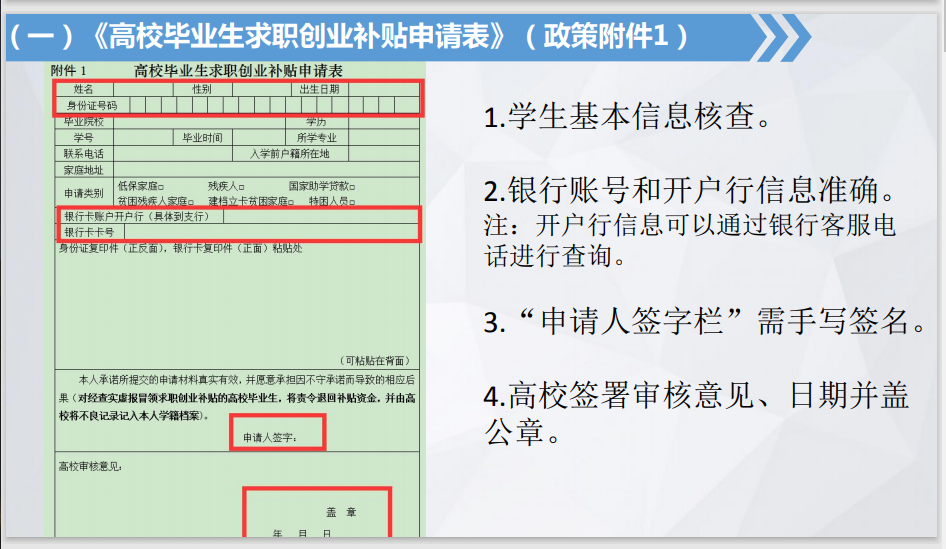 （一）《高校毕业生求职创业补贴申请表》（政策附件1）
附件 1 高校毕业生求职创业补贴申请表
姓名 性别 出生日期
身份证号码
毕业院校 学历
学号 毕业时间 所学专业
联系电话 入学前户籍所在地
家庭地址
申请类别 低保家庭□ 残疾人□ 国家助学贷款□
贫困残疾人家庭□ 建档立卡贫困家庭□ 特困人员□
银行卡账户开户行（具体到支行）
银行卡卡号
身份证复印件（正反面），银行卡复印件（正面）粘贴处
（可粘贴在背面）
本人承诺所提交的申请材料真实有效，并愿意承担因不守承诺而导致的相应后
果（对经查实虚报冒领求职创业补贴的高校毕业生，将责令退回补贴资金，并由高
校将不良记录记入本人学籍档案）。
申请人签字：
高校审核意见：
盖 章
年 月 日
1.学生基本信息核查。
2.银行账号和开户行信息准确。
注：开户行信息可以通过银行客服电
话进行查询。
3.“申请人签字栏”需手写签名。
4.高校签署审核意见、日期并盖
公章。